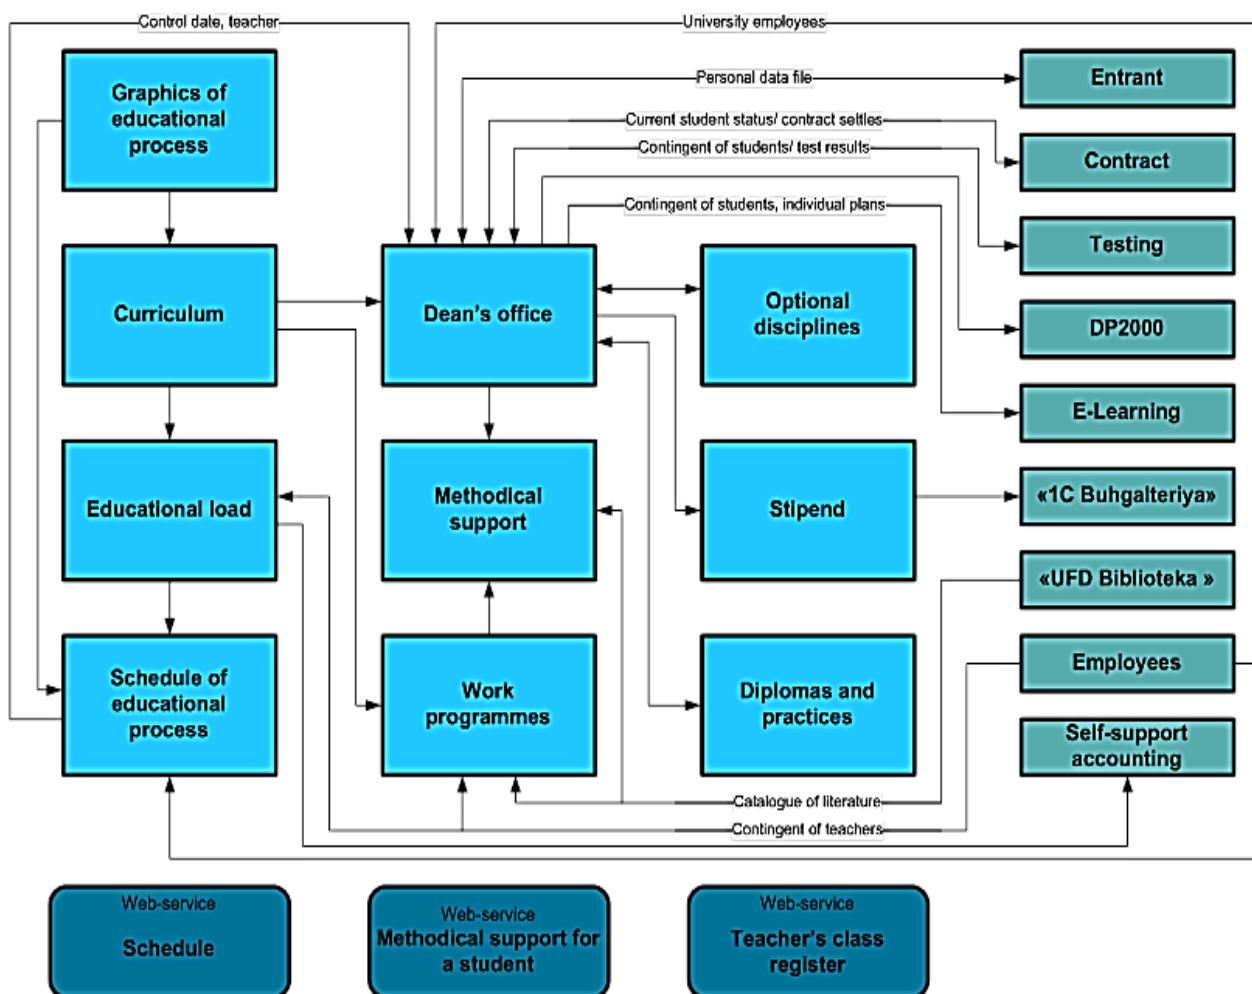 Control date, teacher
University employees
Graphics of
educational
process
Personal data file
Entrant
Current student status/ contract settles
Contract
Contingent of students/ test results
Contingent of students, individual plans
Testing
Curriculum
Dean's office
Optional
disciplines
DP2000
E-Learning
Educational load
Methodical
support
Stipend
«1C Buhgalteriya»
«UFD Biblioteka »
Schedule of
educational
process
Work
programmes
Diplomas and
practices
Employees
Self-support
accounting
Catalogue of literature
Contingent of teachers
Web-service
Schedule
Web-service
Methodical support for
a student
Web-service
Teacher's class
register